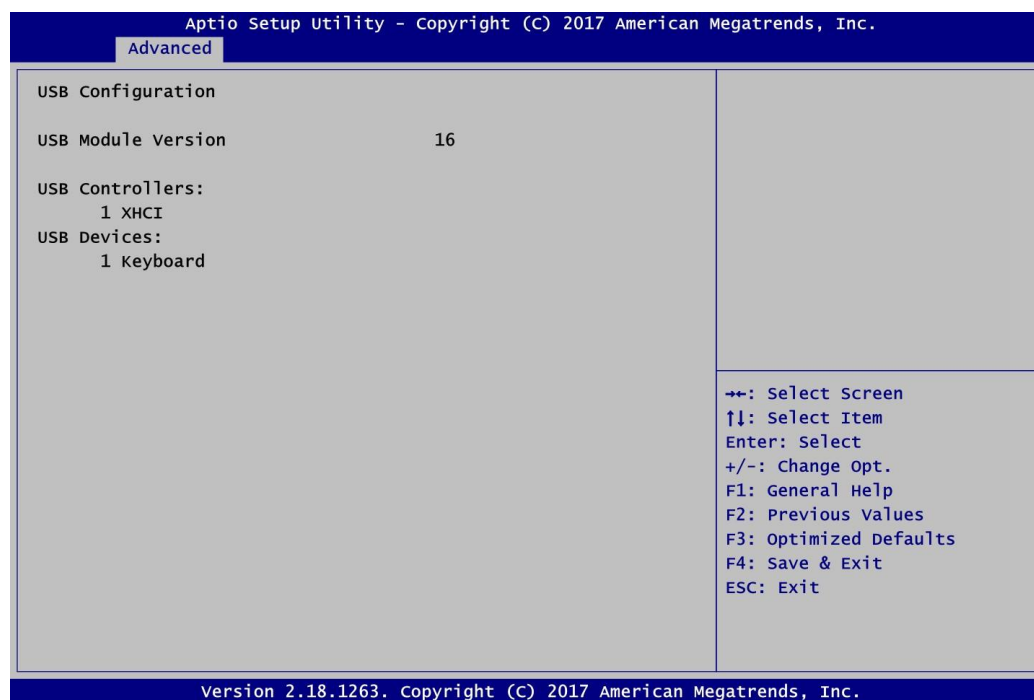 Aptio Setup Utility - Copyright (C) 2017 American Megatrends, Inc.
Advanced
USB Configuration
USB Module Version 16
USB Controllers:
1 XHCI
USB Devices:
1 Keyboard
→←: Select Screen
↑↓: Select Item
Enter: Select
+/-: Change Opt.
F1: General Help
F2: Previous Values
F3: Optimized Defaults
F4: Save & Exit
ESC: Exit
Version 2.18.1263. Copyright (C) 2017 American Megatrends, Inc.